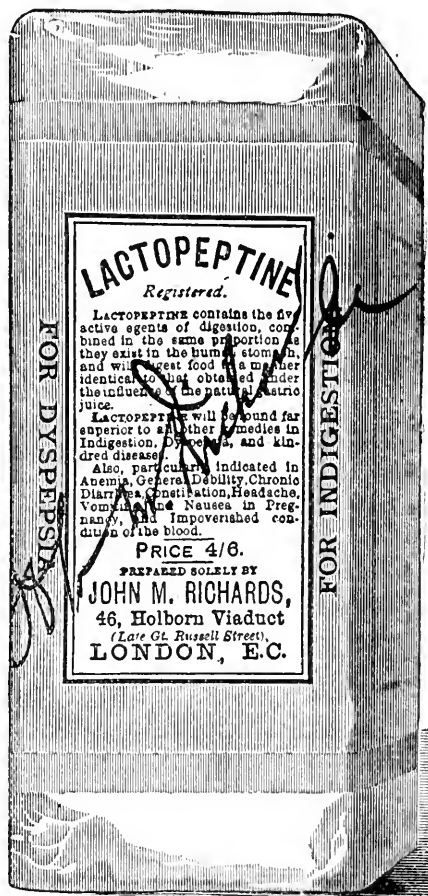 LACTOPEPTINE
Registered.
LACTOPEPTINE contains the five
active agents of digestion, com-
bined in the same proportion as
they exist in the human stomach,
and will digest food in a manner
identical to that obtained under
the influence of the natural gastric
juice.
LACTOPEPTINE will be found far
superior to all other remedies in
Indigestion, Dyspepsia, and kin-
dred diseases.
Also, particularly indicated in
Anemia, General Debility, Chronic
Diarrhea, Constipation, Headache,
Vomiting and Nausea in Preg-
nancy, and Impoverished con-
dition of the blood.
PRICE 4/6.
PREPARED SOLELY BY
JOHN M. RICHARDS,
46, Holborn Viaduct
(Late Gt. Russell Street),
LONDON, E.C.
FOR DYSPEPSIA
FOR INDIGESTION.
John M Richards